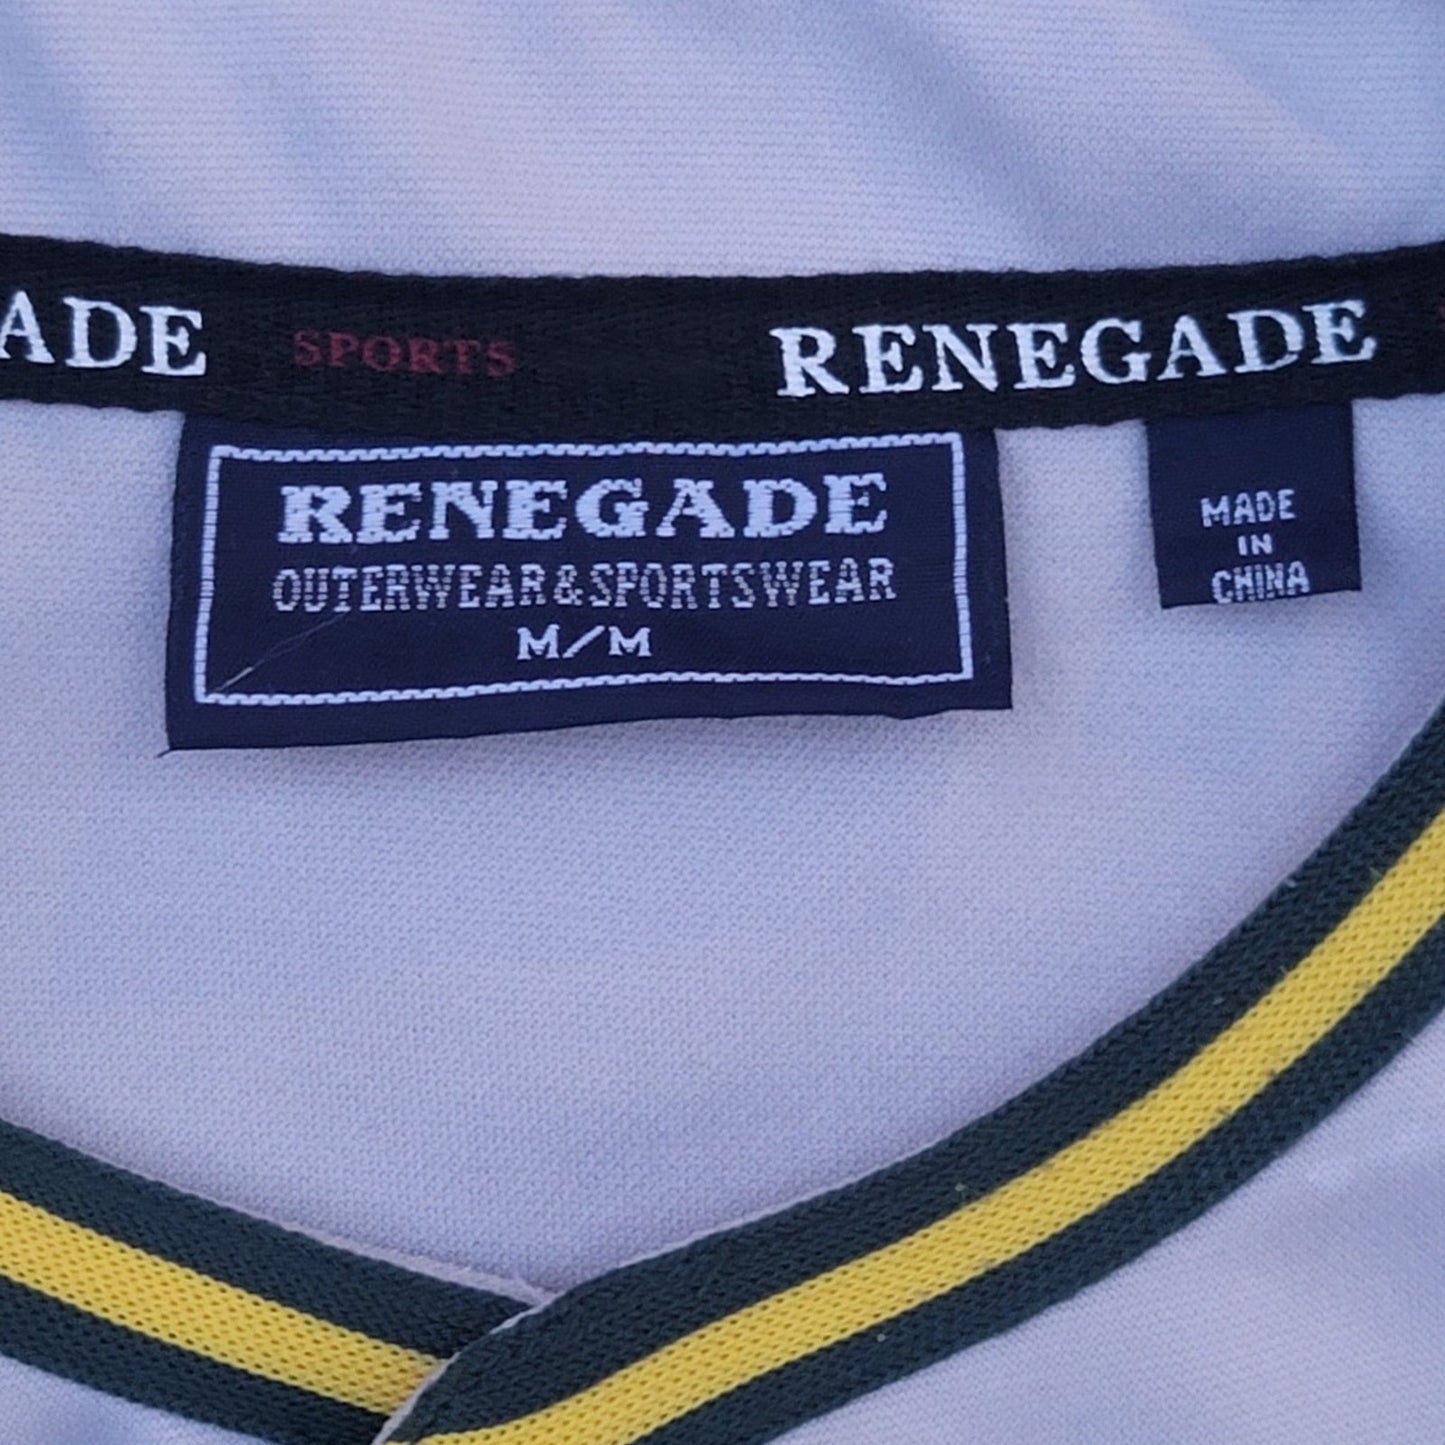 ADE SPORTS RENEGADE
RENEGADE
OUTERWEAR&SPORTSWEAR
M/M
MADE
IN
CHINA